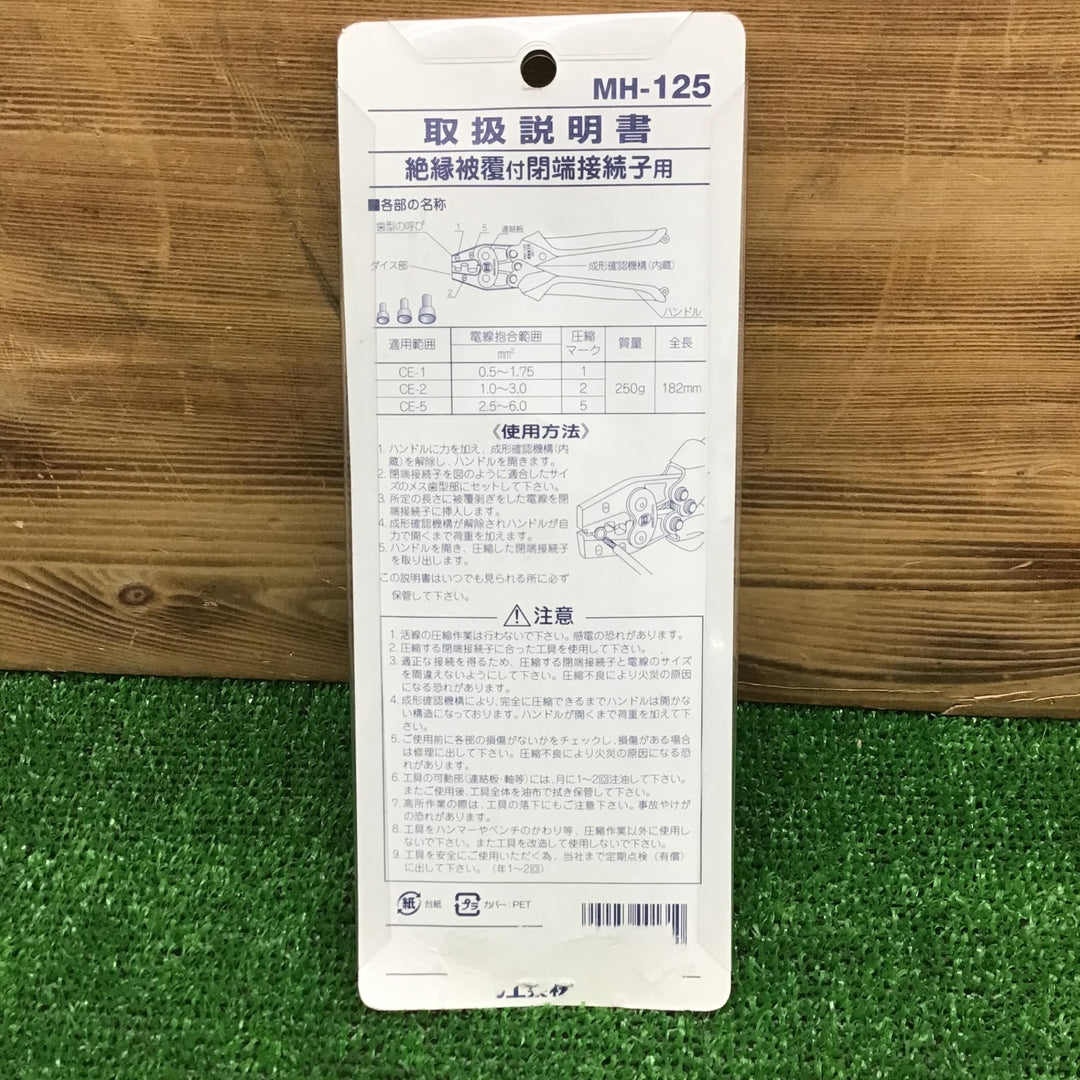 MH-125
取扱説明書
絶縁被覆付閉端接続子用
■各部の名称
歯型の呼び
1
5
連結板
ダイス部
成形確認機構(内蔵)
2
ハンドル
適用範囲 電線抱合範囲 mm² 圧縮マーク 質量 全長
CE-1 0.5〜1.75 1
CE-2 1.0〜3.0 2 250g 182mm
CE-5 2.5〜6.0 5
《使用方法》
1. ハンドルに力を加え、成形確認機構(内
蔵)を解除し、ハンドルを開きます。
2. 閉端接続子を図のように適合したサイ
ズのメス歯型部にセットして下さい。
3. 所定の長さに被覆剥ぎをした電線を閉
端接続子に挿入します。
4. 成形確認機構が解除されハンドルが自
力で開くまで荷重を加えます。
5. ハンドルを開き、圧縮した閉端接続子
を取り出します。
この説明書はいつでも見られる所に必ず
保管して下さい。
注意
1. 活線の圧縮作業は行わないで下さい。感電の恐れがあります。
2. 圧縮する閉端接続子に合った工具を使用して下さい。
3. 適正な接続を得るため、圧縮する閉端接続子と電線のサイズ
を間違えないようにして下さい。圧縮不良により火災の原因
になる恐れがあります。
4. 成形確認機構により、完全に圧縮できるまでハンドルは開かな
い構造になっております。ハンドルが開くまで荷重を加えて下
さい。
5. ご使用前に各部の損傷がないかをチェックし、損傷がある場合
は修理に出して下さい。圧縮不良により火災の原因になる恐
れがあります。
6. 工具の可動部(連結板・軸等)には、月に1〜2回注油して下さい。
またご使用後、工具全体を油布で拭き保管して下さい。
7. 高所作業の際は、工具の落下にもご注意下さい。事故やけが
の恐れがあります。
8. 工具をハンマーやペンチのかわり等、圧縮作業以外に使用し
ないで下さい。また工具を改造して使用しないで下さい。
9. 工具を安全にご使用いただく為、当社まで定期点検(有償)
に出して下さい。(年1〜2回)
紙 台紙 プラ カバー:PET